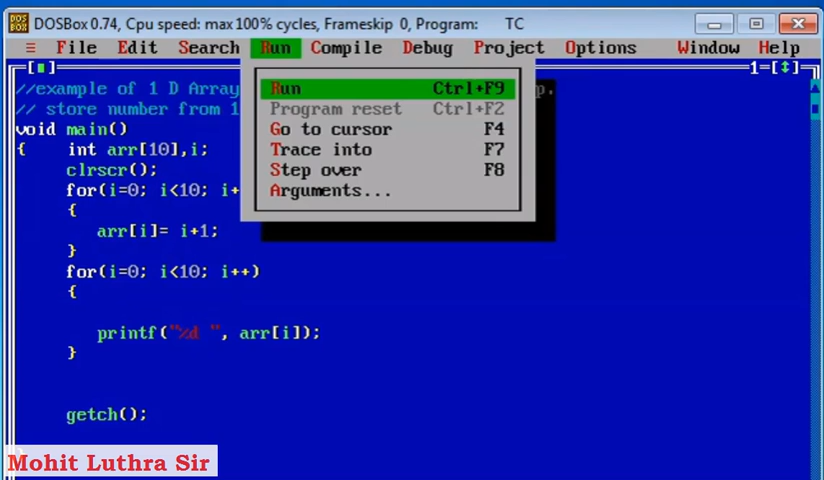 DOSBox 0.74, Cpu speed: max 100% cycles, Frameskip 0, Program: TC
≡ File Edit Search Run Compile Debug Project Options Window Help
1=[↕]
Run Ctrl+F9
Program reset Ctrl+F2
Go to cursor F4
Trace into F7
Step over F8
Arguments...
//example of 1 D Array p.
// store number from 1
void main()
{ int arr[10],i;
clrscr();
for(i=0; i<10; i+
{
arr[i]= i+1;
}
for(i=0; i<10; i++)
{
printf("%d ", arr[i]);
}
getch();
Mohit Luthra Sir